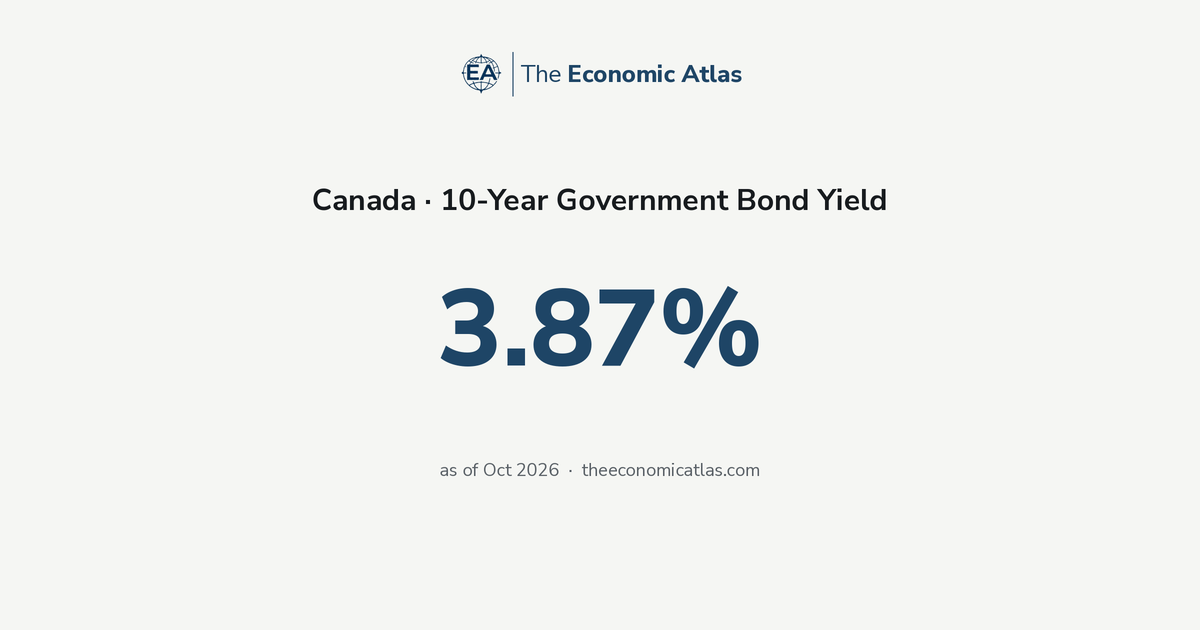 EA The Economic Atlas
Canada · 10-Year Government Bond Yield
3.87%
as of Oct 2026 · theeconomicatlas.com